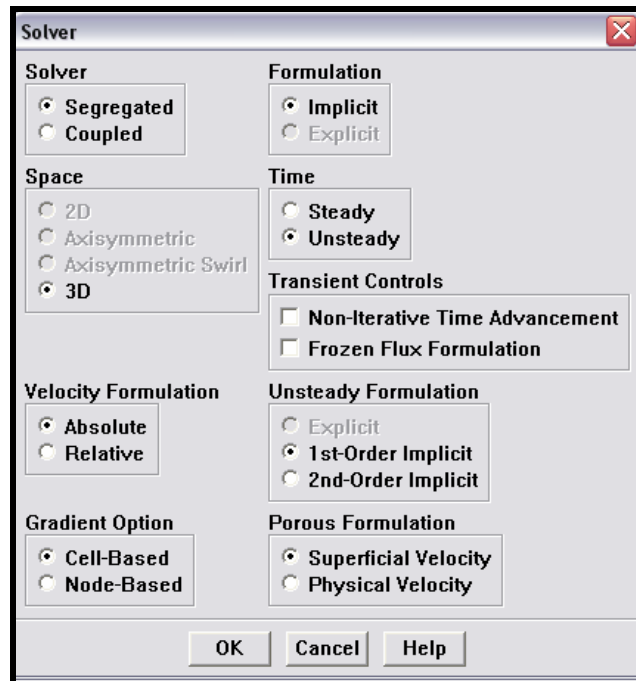 Solver
Solver
Segregated
Coupled
Formulation
Implicit
Explicit
Space
2D
Axisymmetric
Axisymmetric Swirl
3D
Time
Steady
Unsteady
Transient Controls
Non-Iterative Time Advancement
Frozen Flux Formulation
Velocity Formulation
Absolute
Relative
Unsteady Formulation
Explicit
1st-Order Implicit
2nd-Order Implicit
Gradient Option
Cell-Based
Node-Based
Porous Formulation
Superficial Velocity
Physical Velocity
OK
Cancel
Help